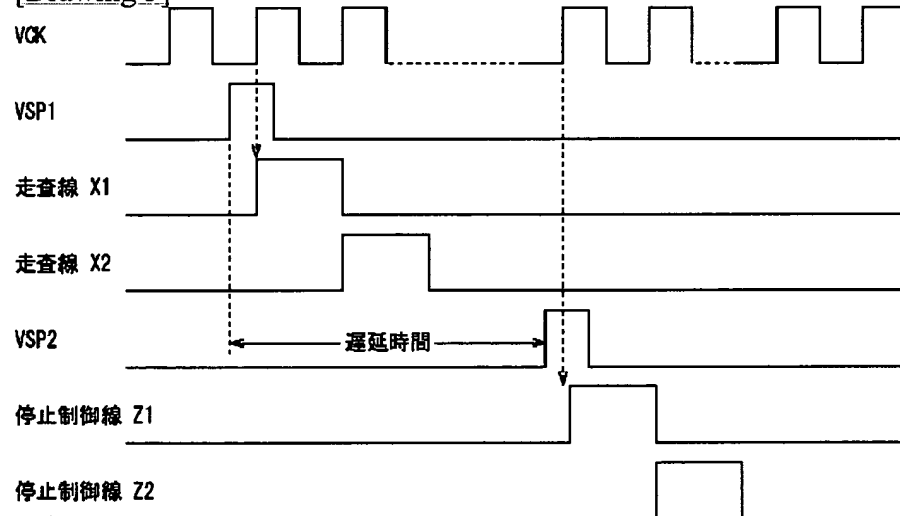 VCK
VSP1
走査線 X1
走査線 X2
VSP2
遅延時間
停止制御線 Z1
停止制御線 Z2